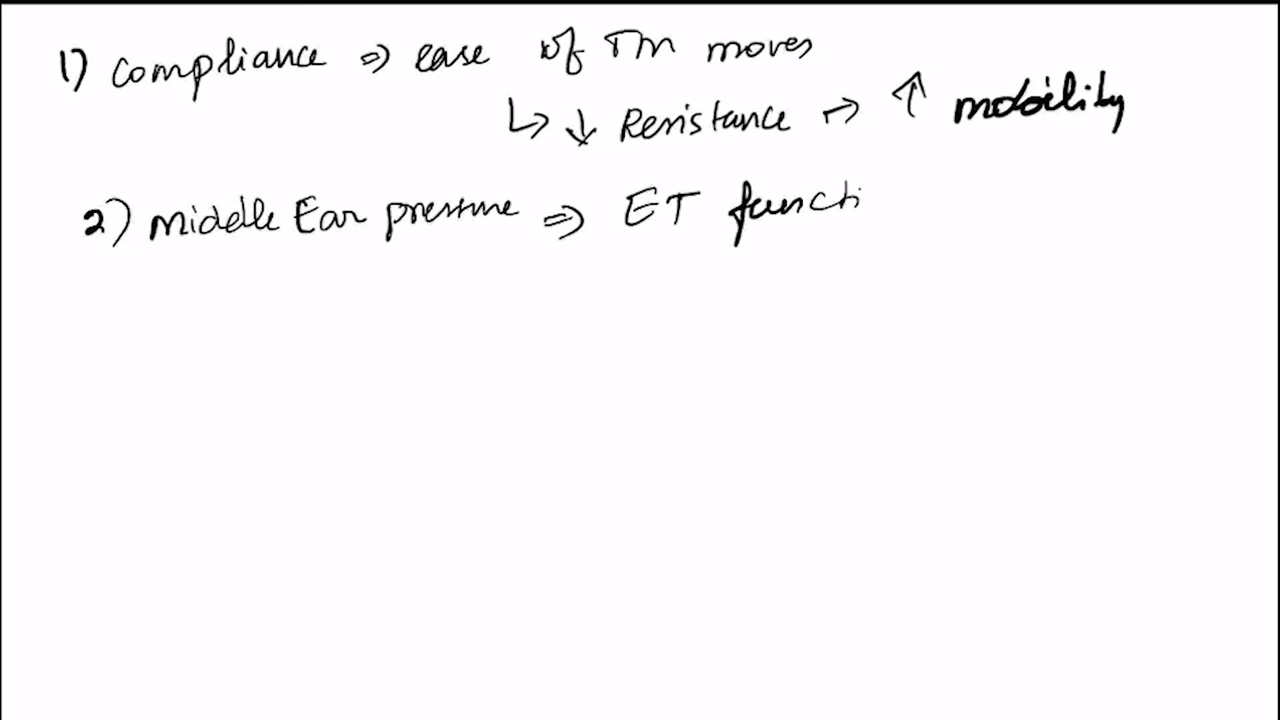 1) compliance ⇒ ease of TM moves
↳ ↓ Resistance → ↑ mobility
2) Middle Ear pressure ⇒ ET functi